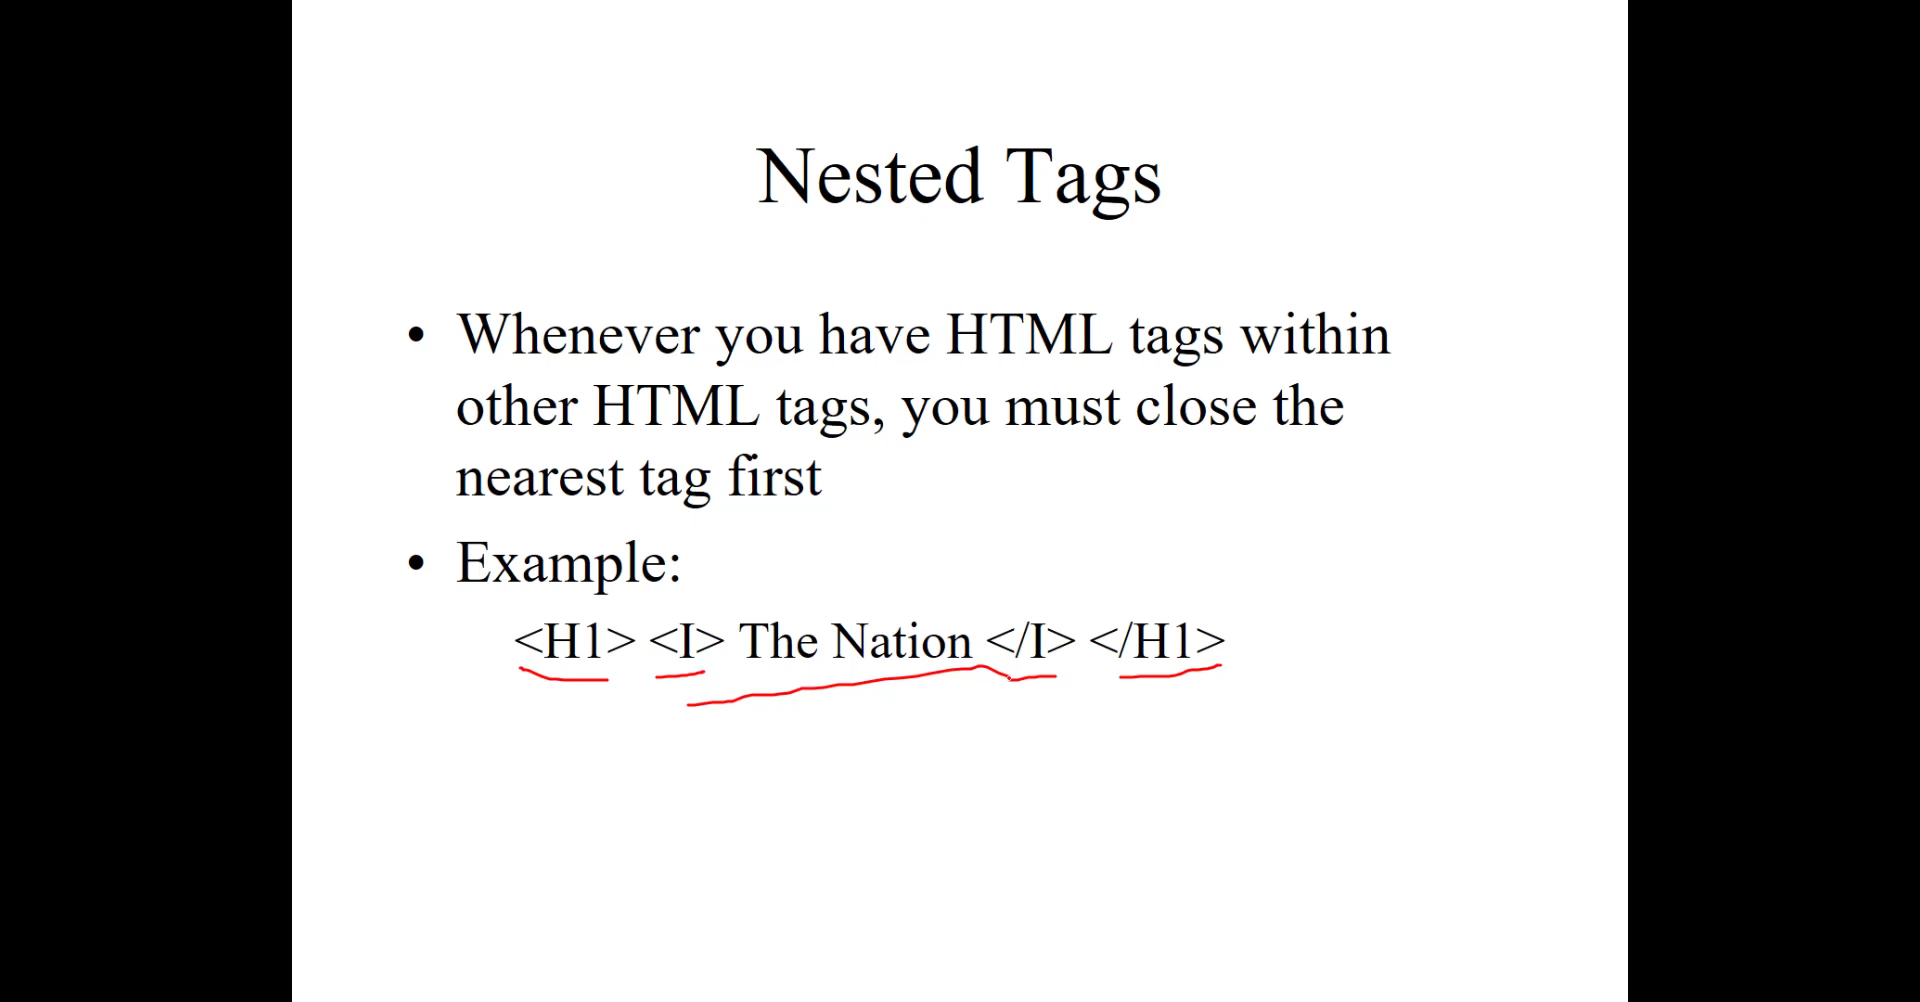 Nested Tags
• Whenever you have HTML tags within
other HTML tags, you must close the
nearest tag first
• Example:
<H1> <I> The Nation </I> </H1>